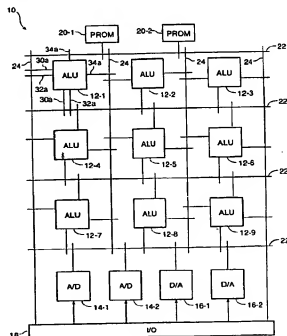 10
20-1 PROM 20-2 PROM
34a 24 24 22
24 30a 34a
ALU ALU ALU
32a 12-1 12-2 12-3
30a 32a
22
ALU ALU ALU
12-4 12-5 12-6
22
ALU ALU ALU
12-7 12-8 12-9
22
A/D A/D D/A D/A
14-1 14-2 16-1 16-2
18 I/O